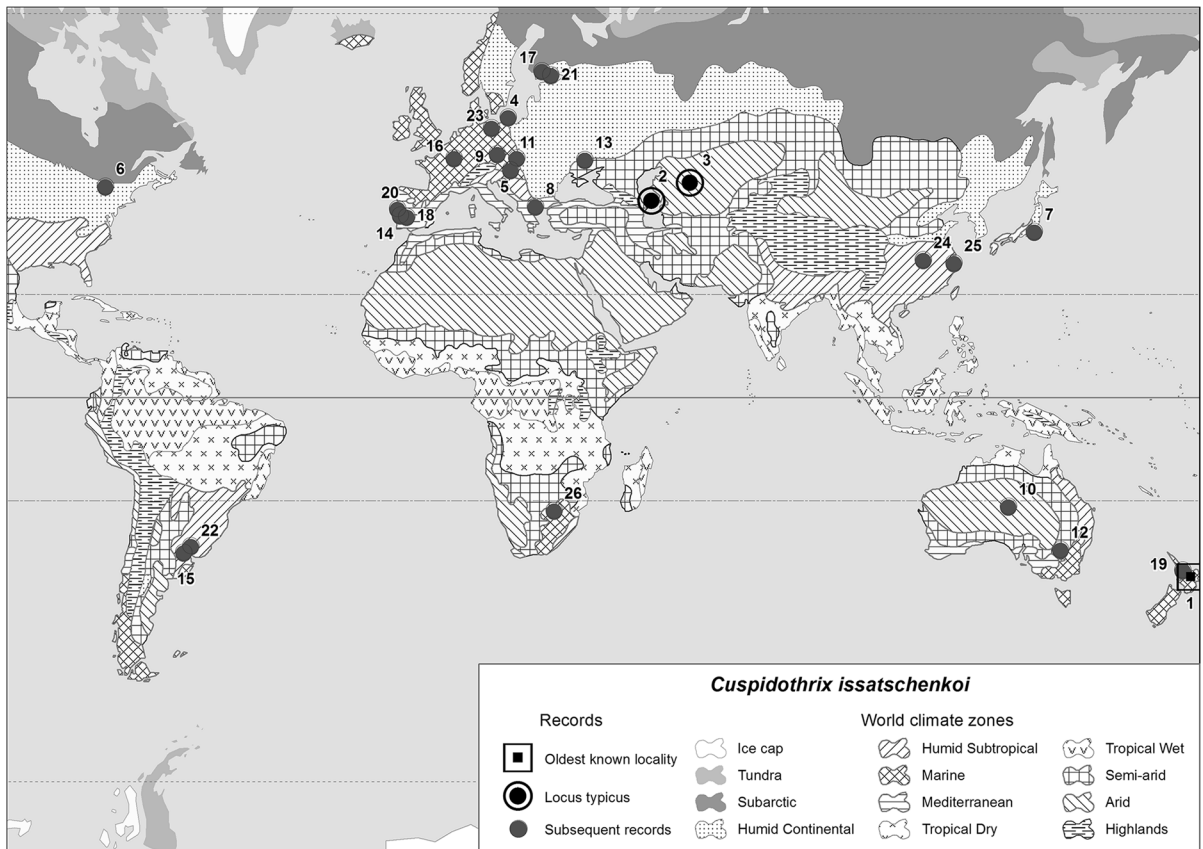 17
21
4
23
6
16
9
11
13
3
2
5
8
20
18
14
7
24
25
26
10
12
22
15
19
1
Cuspidothrix issatschenkoi
Records
World climate zones
Oldest known locality
Locus typicus
Subsequent records
Ice cap
Tundra
Subarctic
Humid Continental
Humid Subtropical
Marine
Mediterranean
Tropical Dry
Tropical Wet
Semi-arid
Arid
Highlands